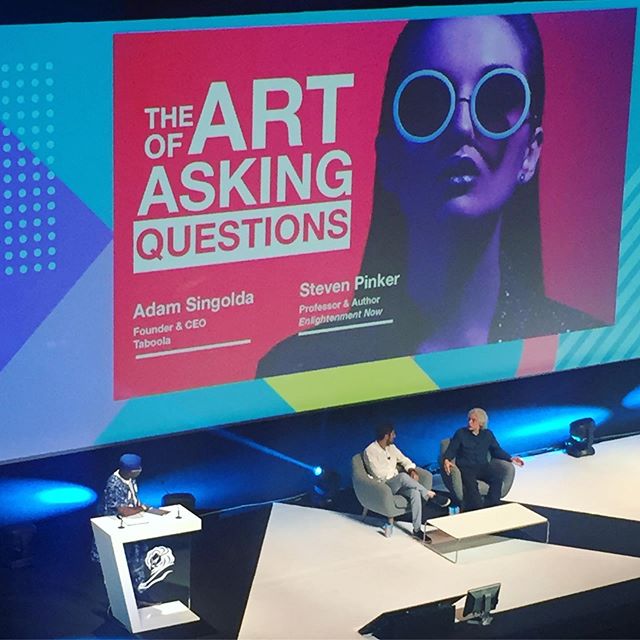 THE ART
OF
ASKING
QUESTIONS
Adam Singolda
Founder & CEO
Taboola
Steven Pinker
Professor & Author
Enlightenment Now